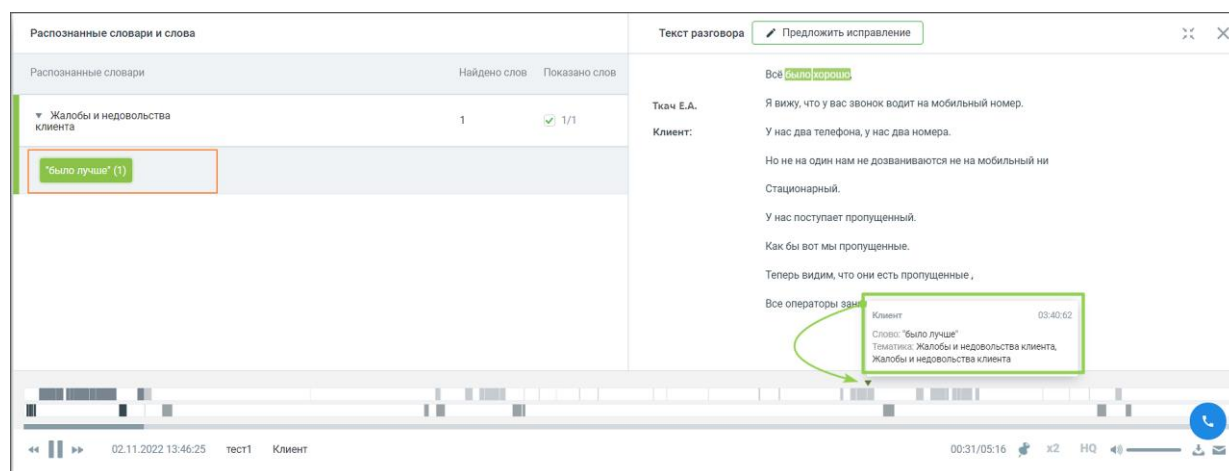 Распознанные словари и слова
Текст разговора
Предложить исправление
Распознанные словари
Найдено слов
Показано слов
Жалобы и недовольства
клиента
1
1/1
"было лучше" (1)
Всё было хорошо,
Ткач Е.А.
Я вижу, что у вас звонок водит на мобильный номер.
Клиент:
У нас два телефона, у нас два номера.
Но не на один нам не дозваниваются не на мобильный ни
Стационарный.
У нас поступает пропущенный.
Как бы вот мы пропущенные.
Теперь видим, что они есть пропущенные ,
Все операторы
Клиент
03:40:62
Слово: "было лучше"
Тематика: Жалобы и недовольства клиента,
Жалобы и недовольства клиента
02.11.2022 13:46:25
тест1
Клиент
00:31/05:16
x2
HQ